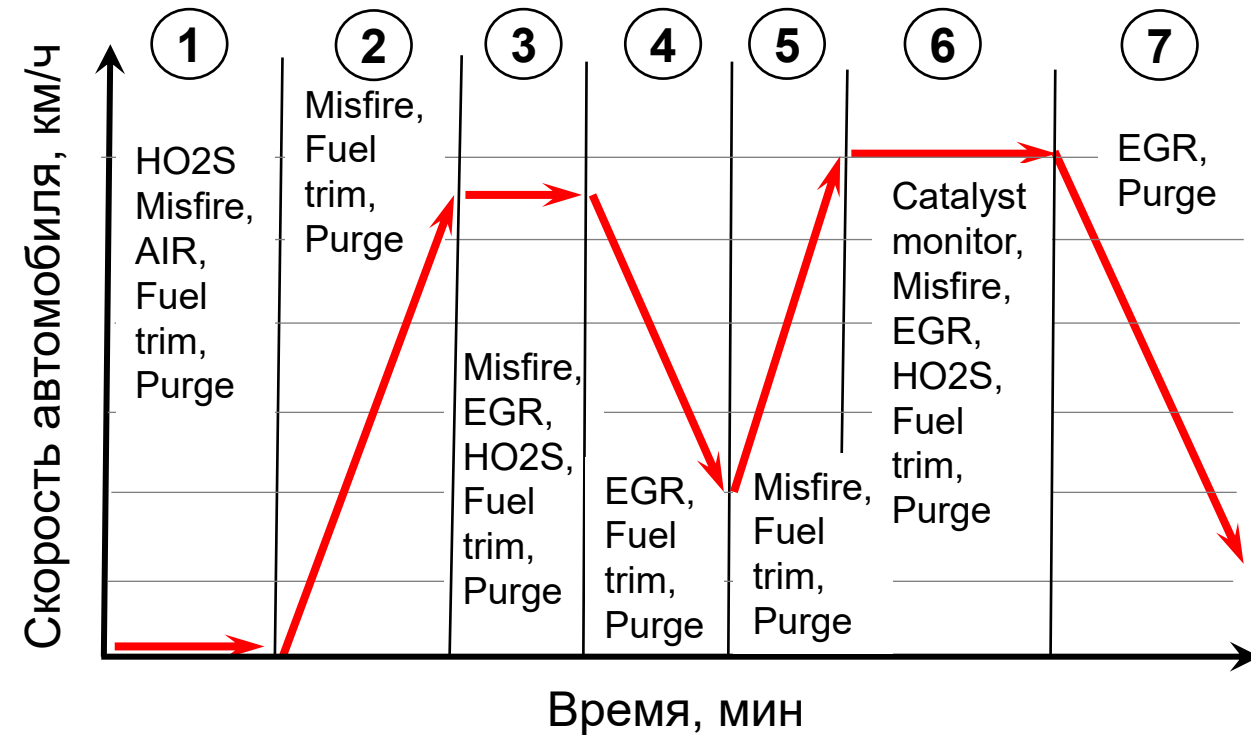 Скорость автомобиля, км/ч
1
2
3
4
5
6
7
HO2S
Misfire,
AIR,
Fuel
trim,
Purge
Misfire,
Fuel
trim,
Purge
Misfire,
EGR,
HO2S,
Fuel
trim,
Purge
EGR,
Fuel
trim,
Purge
Misfire,
Fuel
trim,
Purge
Catalyst
monitor,
Misfire,
EGR,
HO2S,
Fuel
trim,
Purge
EGR,
Purge
Время, мин